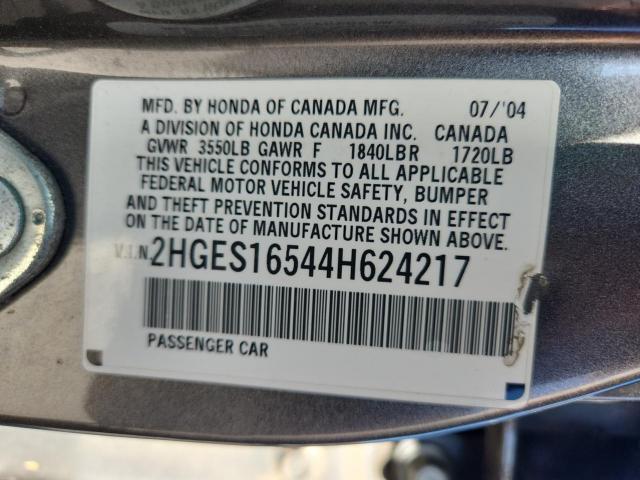 MFD. BY HONDA OF CANADA MFG. 07/'04
A DIVISION OF HONDA CANADA INC. CANADA
GVWR 3550LB GAWR F 1840LBR 1720LB
THIS VEHICLE CONFORMS TO ALL APPLICABLE
FEDERAL MOTOR VEHICLE SAFETY, BUMPER
AND THEFT PREVENTION STANDARDS IN EFFECT
ON THE DATE OF MANUFACTURE SHOWN ABOVE.
V.I.N. 2HGES16544H624217
PASSENGER CAR